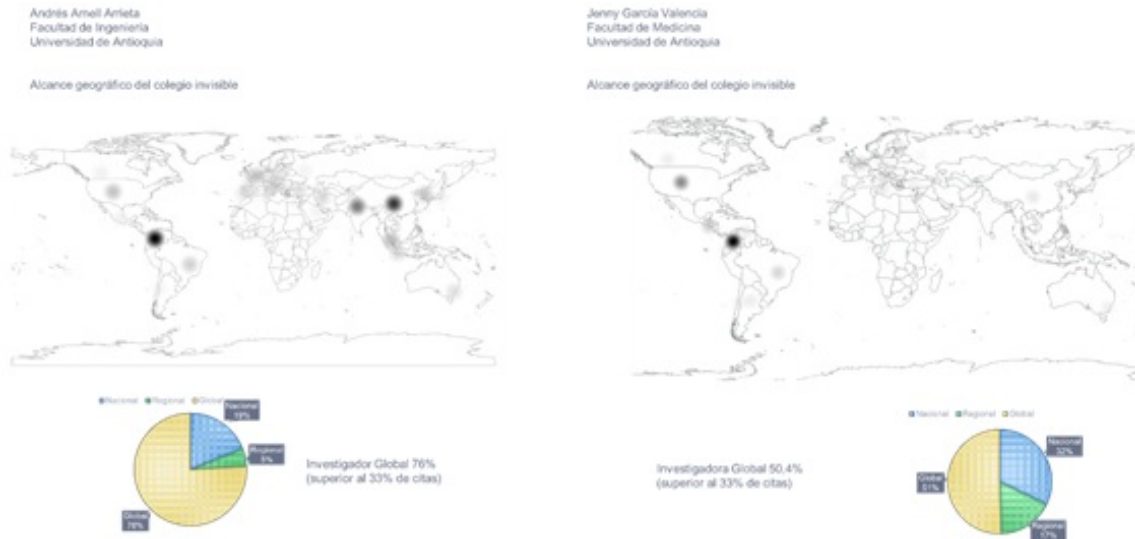 Andrés Amell Arrieta
Facultad de Ingeniería
Universidad de Antioquia
Alcance geográfico del colegio invisible
Nacional Regional Global
Nacional
19%
Regional
5%
Global
76%
Investigador Global 76%
(superior al 33% de citas)
Jenny García Valencia
Facultad de Medicina
Universidad de Antioquia
Alcance geográfico del colegio invisible
Investigadora Global 50,4%
(superior al 33% de citas)
Nacional Regional Global
Nacional
32%
Global
51%
Regional
17%